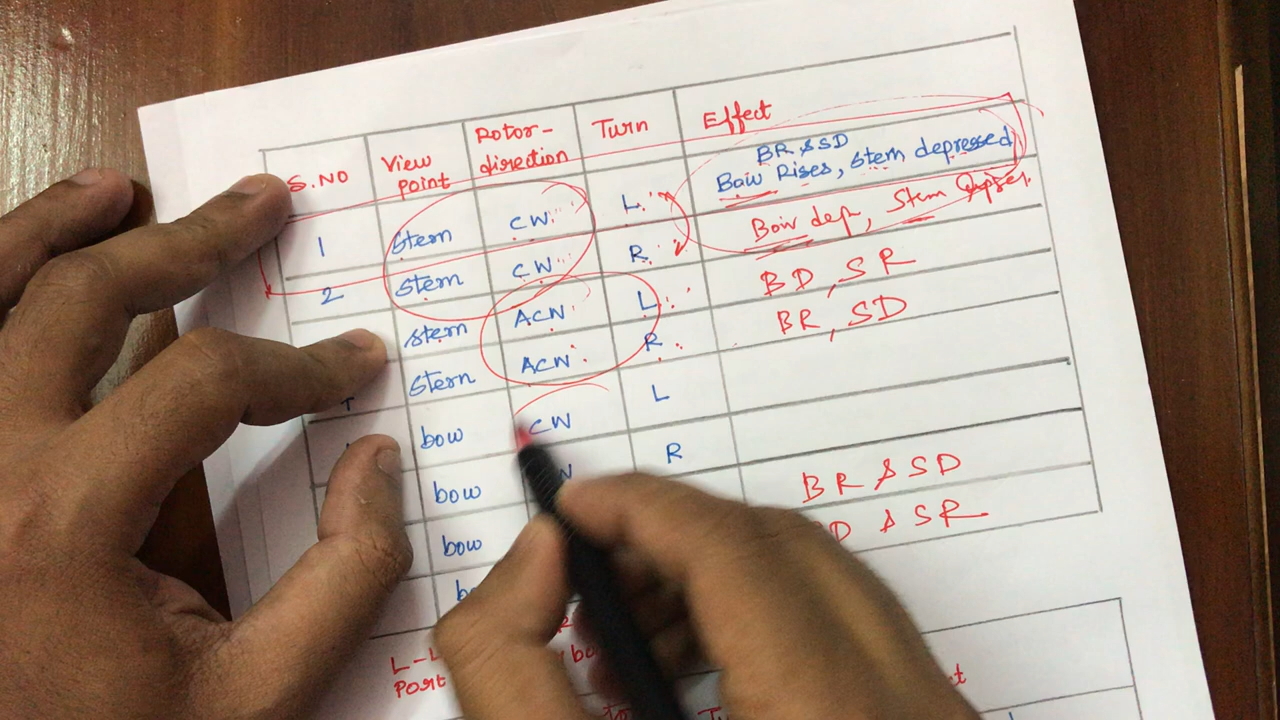 S.NO View point Rotor-direction Turn Effect
BR & SD
1 Stern CW L Bow Rises, Stern depressed
2 Stern CW R Bow dep, Stern
Stern ACW L BD, SR
Stern ACW R BR, SD
bow CW L
bow R
bow BR & SD
D & SR
L-
Port